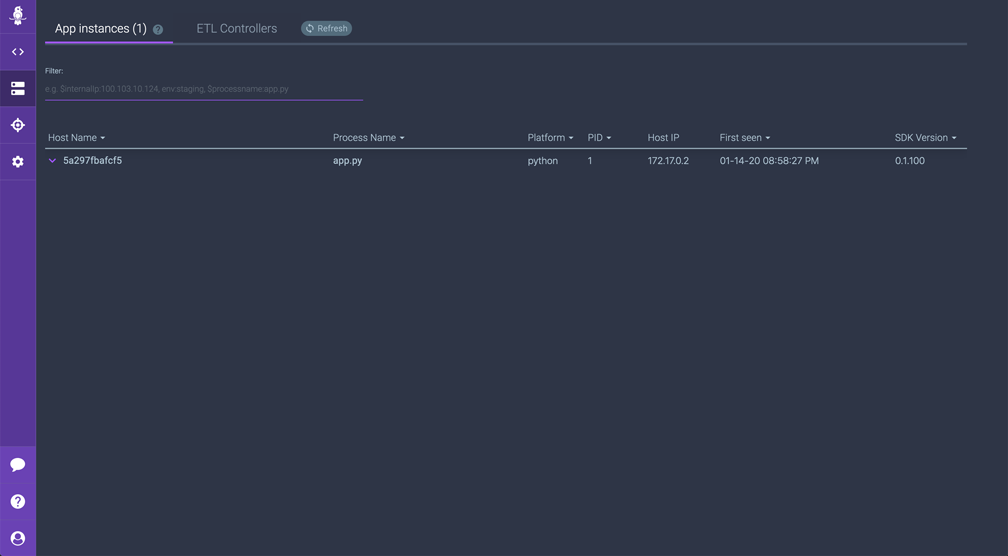 App instances (1) ?
ETL Controllers
Refresh
Filter:
e.g. $internalIp:100.103.10.124, env:staging, $processname:app.py
Host Name Process Name Platform PID Host IP First seen SDK Version
5a297fbafcf5 app.py python 1 172.17.0.2 01-14-20 08:58:27 PM 0.1.100